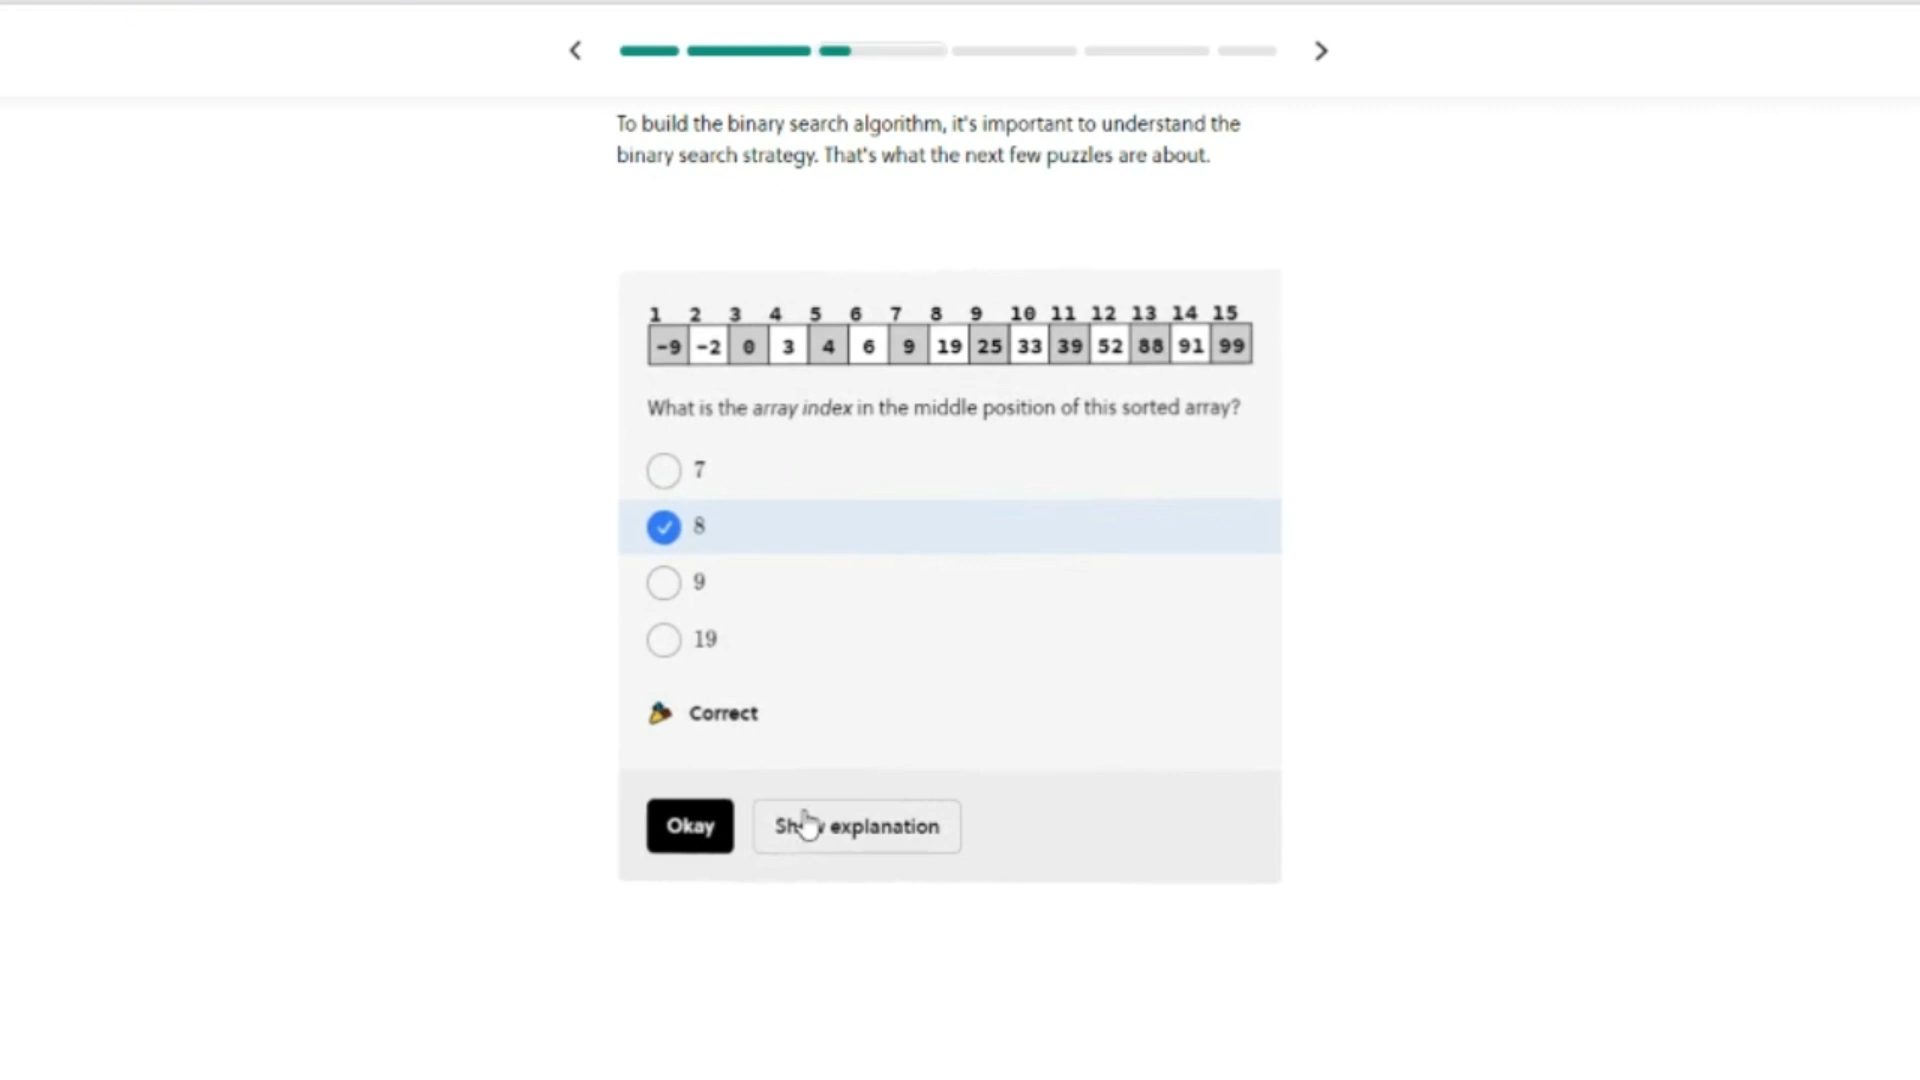 To build the binary search algorithm, it's important to understand the
binary search strategy. That's what the next few puzzles are about.
1 2 3 4 5 6 7 8 9 10 11 12 13 14 15
-9 -2 0 3 4 6 9 19 25 33 39 52 88 91 99
What is the array index in the middle position of this sorted array?
7
8
9
19
Correct
Okay
Show explanation